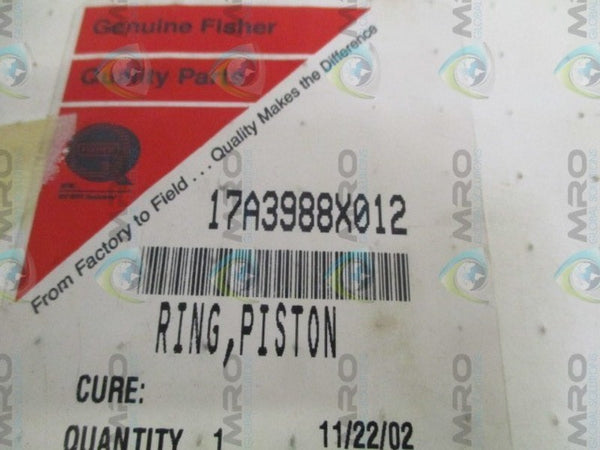 Genuine Fisher
Quality Parts
From Factory to Field ... Quality Makes the Difference
17A3988X012
RING,PISTON
CURE:
QUANTITY 1
11/22/02
MRO